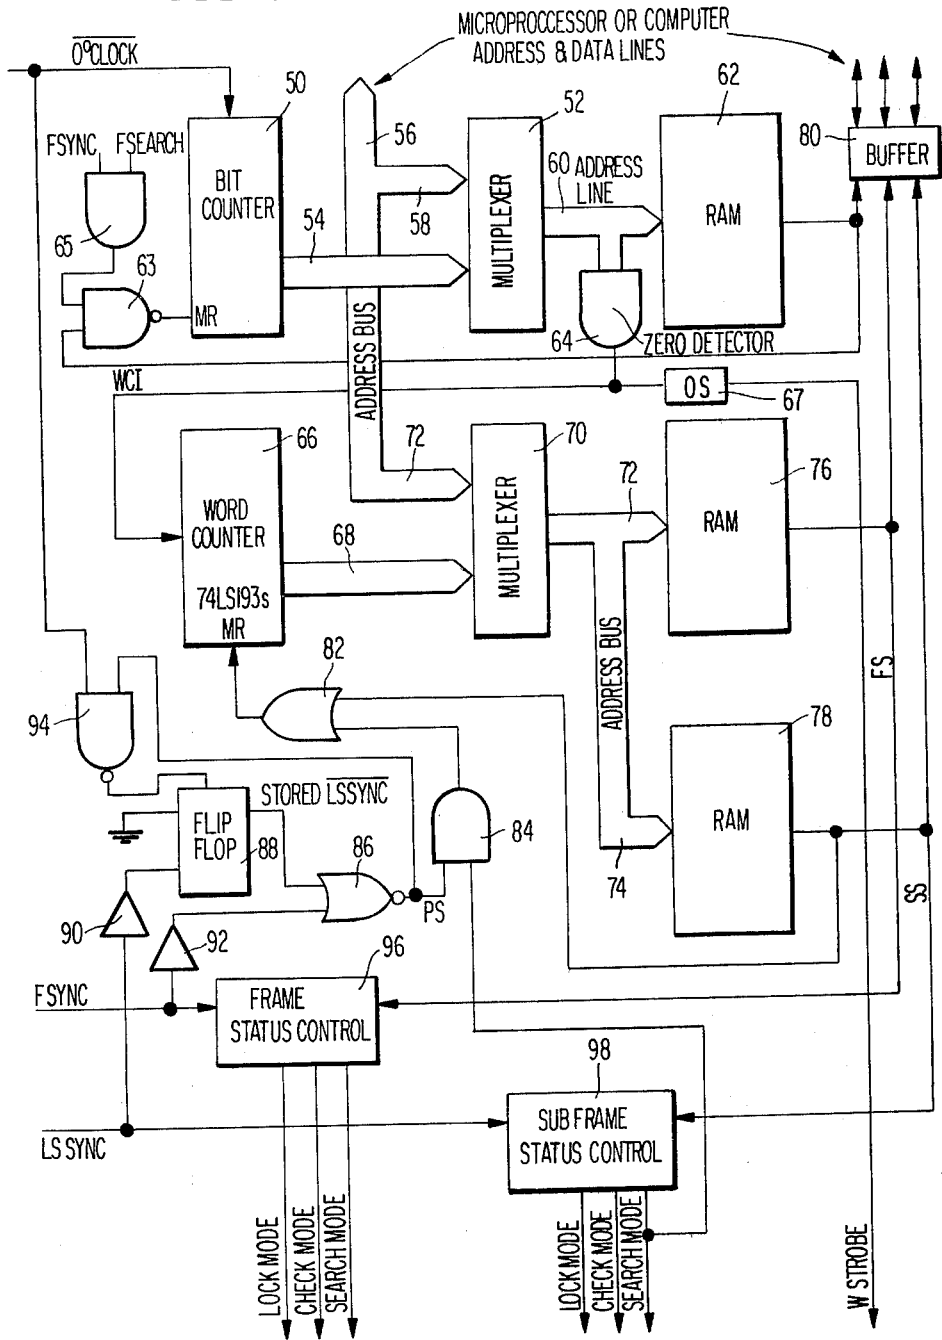 MICROPROCCESSOR OR COMPUTER
ADDRESS & DATA LINES
O°CLOCK
50
52
62
80
BUFFER
FSYNC
FSEARCH
56
BIT
COUNTER
MULTIPLEXER
60 ADDRESS
LINE
RAM
58
54
65
63
MR
64
ZERO DETECTOR
WCI
ADDRESS BUS
OS
67
66
72
70
72
76
WORD
COUNTER
74LS193s
MR
68
MULTIPLEXER
RAM
82
ADDRESS BUS
FS
94
78
STORED LSSYNC
FLIP
FLOP
88
86
84
RAM
74
PS
SS
90
92
96
F SYNC
FRAME
STATUS CONTROL
98
SUB FRAME
STATUS CONTROL
LS SYNC
LOCK MODE
CHECK MODE
SEARCH MODE
LOCK MODE
CHECK MODE
SEARCH MODE
W STROBE